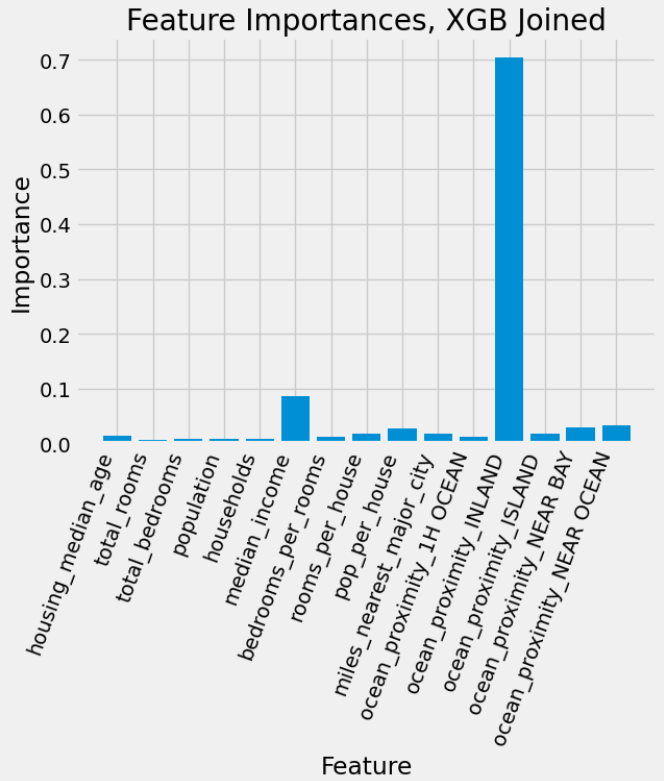 Feature Importances, XGB Joined
Importance
0.7
0.6
0.5
0.4
0.3
0.2
0.1
0.0
housing_median_age
total_rooms
total_bedrooms
population
households
median_income
bedrooms_per_rooms
rooms_per_house
pop_per_house
miles_nearest_major_city
ocean_proximity_1H OCEAN
ocean_proximity_INLAND
ocean_proximity_ISLAND
ocean_proximity_NEAR BAY
ocean_proximity_NEAR OCEAN
Feature